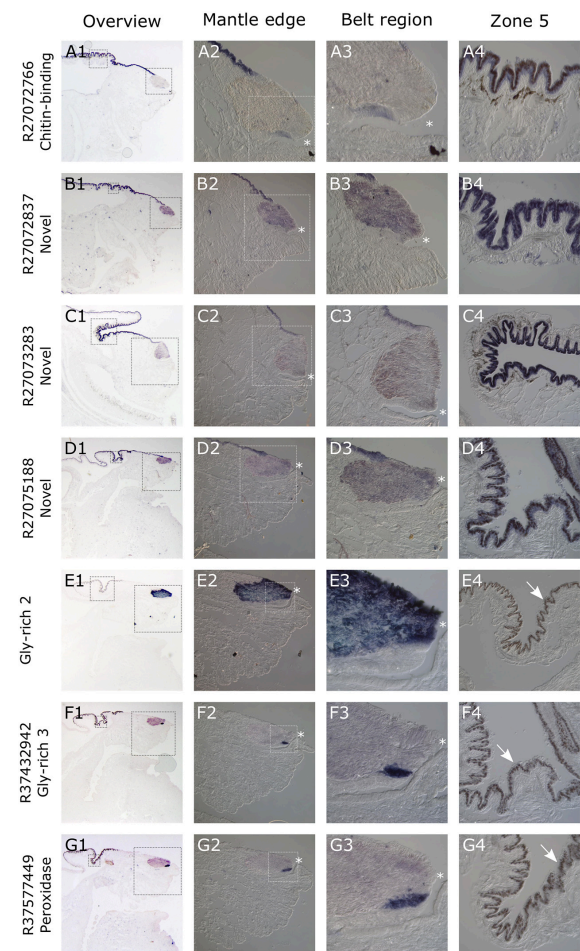 Overview Mantle edge Belt region Zone 5
R27072766
Chitin-binding
A1 A2 A3 A4
*
*
R27072837
Novel
B1 B2 B3 B4
*
*
R27073283
Novel
C1 C2 C3 C4
*
*
R27075188
Novel
D1 D2 D3 D4
*
*
Gly-rich 2
E1 E2 E3 E4
*
*
R37432942
Gly-rich 3
F1 F2 F3 F4
*
*
R37577449
Peroxidase
G1 G2 G3 G4
*
*